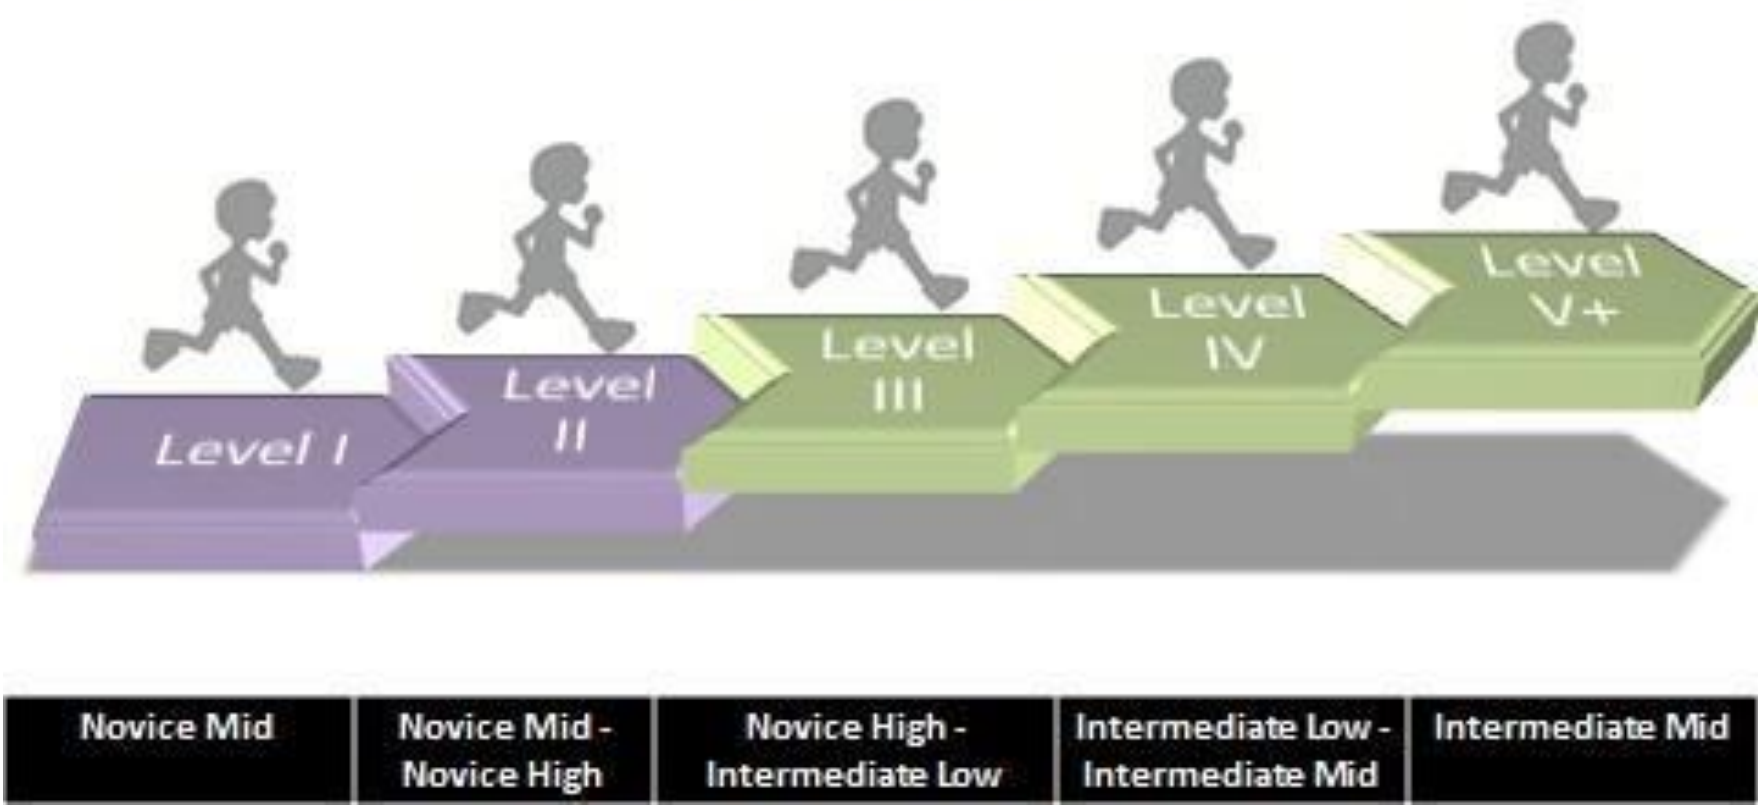 Level I
Level
II
Level
III
Level
IV
Level
V+
Novice Mid
Novice Mid -
Novice High
Novice High -
Intermediate Low
Intermediate Low -
Intermediate Mid
Intermediate Mid